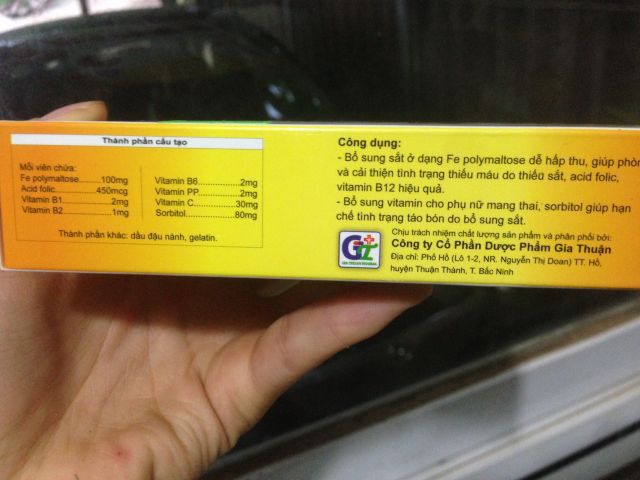 Thành phần cấu tạo
Mỗi viên chứa:
Fe polymaltose......100mg
Acid folic...............450mcg
Vitamin B1................2mg
Vitamin B2................1mg
Vitamin B6..............2mg
Vitamin PP..............2mg
Vitamin C..............30mg
Sorbitol.................80mg
Thành phần khác: dầu đậu nành, gelatin.
Công dụng:
- Bổ sung sắt ở dạng Fe polymaltose dễ hấp thu, giúp phòn
và cải thiện tình trạng thiếu máu do thiếu sắt, acid folic,
vitamin B12 hiệu quả.
- Bổ sung vitamin cho phụ nữ mang thai, sorbitol giúp hạn
chế tình trạng táo bón do bổ sung sắt.
Chịu trách nhiệm chất lượng sản phẩm và phân phối bởi:
Công ty Cổ Phần Dược Phẩm Gia Thuận
Địa chỉ: Phố Hồ (Lô 1-2, NR. Nguyễn Thị Doan) TT. Hồ,
huyện Thuận Thành, T. Bắc Ninh
GT
GIA THUAN PHARMA